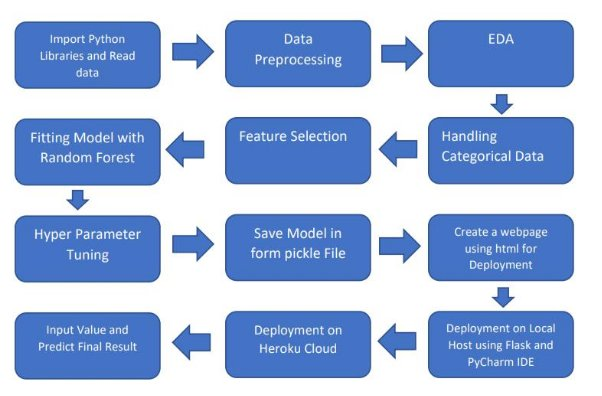 Import Python
Libraries and Read
data
Data
Preprocessing
EDA
Handling
Categorical Data
Feature Selection
Fitting Model with
Random Forest
Hyper Parameter
Tuning
Save Model in
form pickle File
Create a webpage
using html for
Deployment
Deployment on Local
Host using Flask and
PyCharm IDE
Deployment on
Heroku Cloud
Input Value and
Predict Final Result